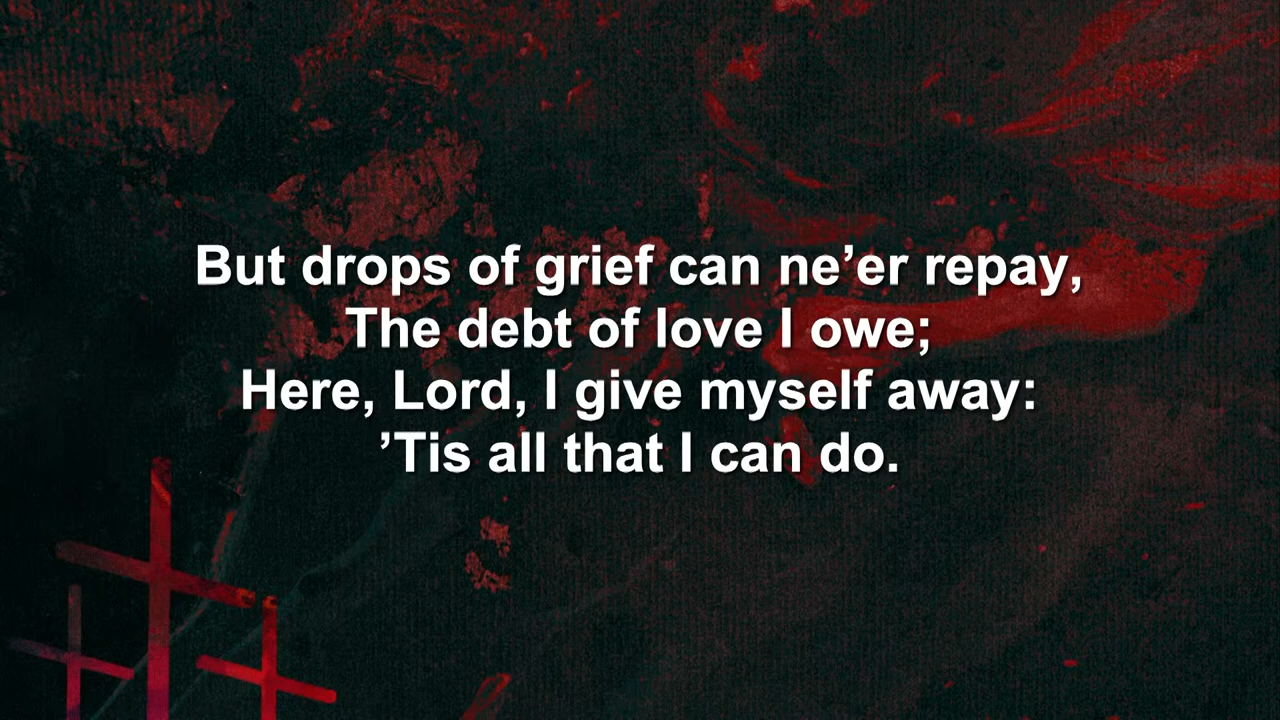 But drops of grief can ne’er repay,
The debt of love I owe;
Here, Lord, I give myself away:
’Tis all that I can do.